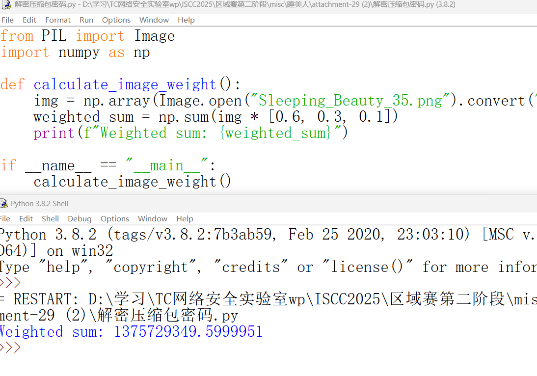 解密压缩包密码.py - D:\学习\TC网络安全实验室wp\ISCC2025\区域赛第二阶段\misc\睡美人\attachment-29 (2)\解密压缩包密码.py (3.8.2)
File Edit Format Run Options Window Help
from PIL import Image
import numpy as np
def calculate_image_weight():
img = np.array(Image.open("Sleeping_Beauty_35.png").convert("
weighted_sum = np.sum(img * [0.6, 0.3, 0.1])
print(f"Weighted sum: {weighted_sum}")
if __name__ == "__main__":
calculate_image_weight()
Python 3.8.2 Shell
File Edit Shell Debug Options Window Help
Python 3.8.2 (tags/v3.8.2:7b3ab59, Feb 25 2020, 23:03:10) [MSC v.
D64)] on win32
Type "help", "copyright", "credits" or "license()" for more infor
>>>
= RESTART: D:\学习\TC网络安全实验室wp\ISCC2025\区域赛第二阶段\mis
ment-29 (2)\解密压缩包密码.py
Weighted sum: 1375729349.5999951
>>>